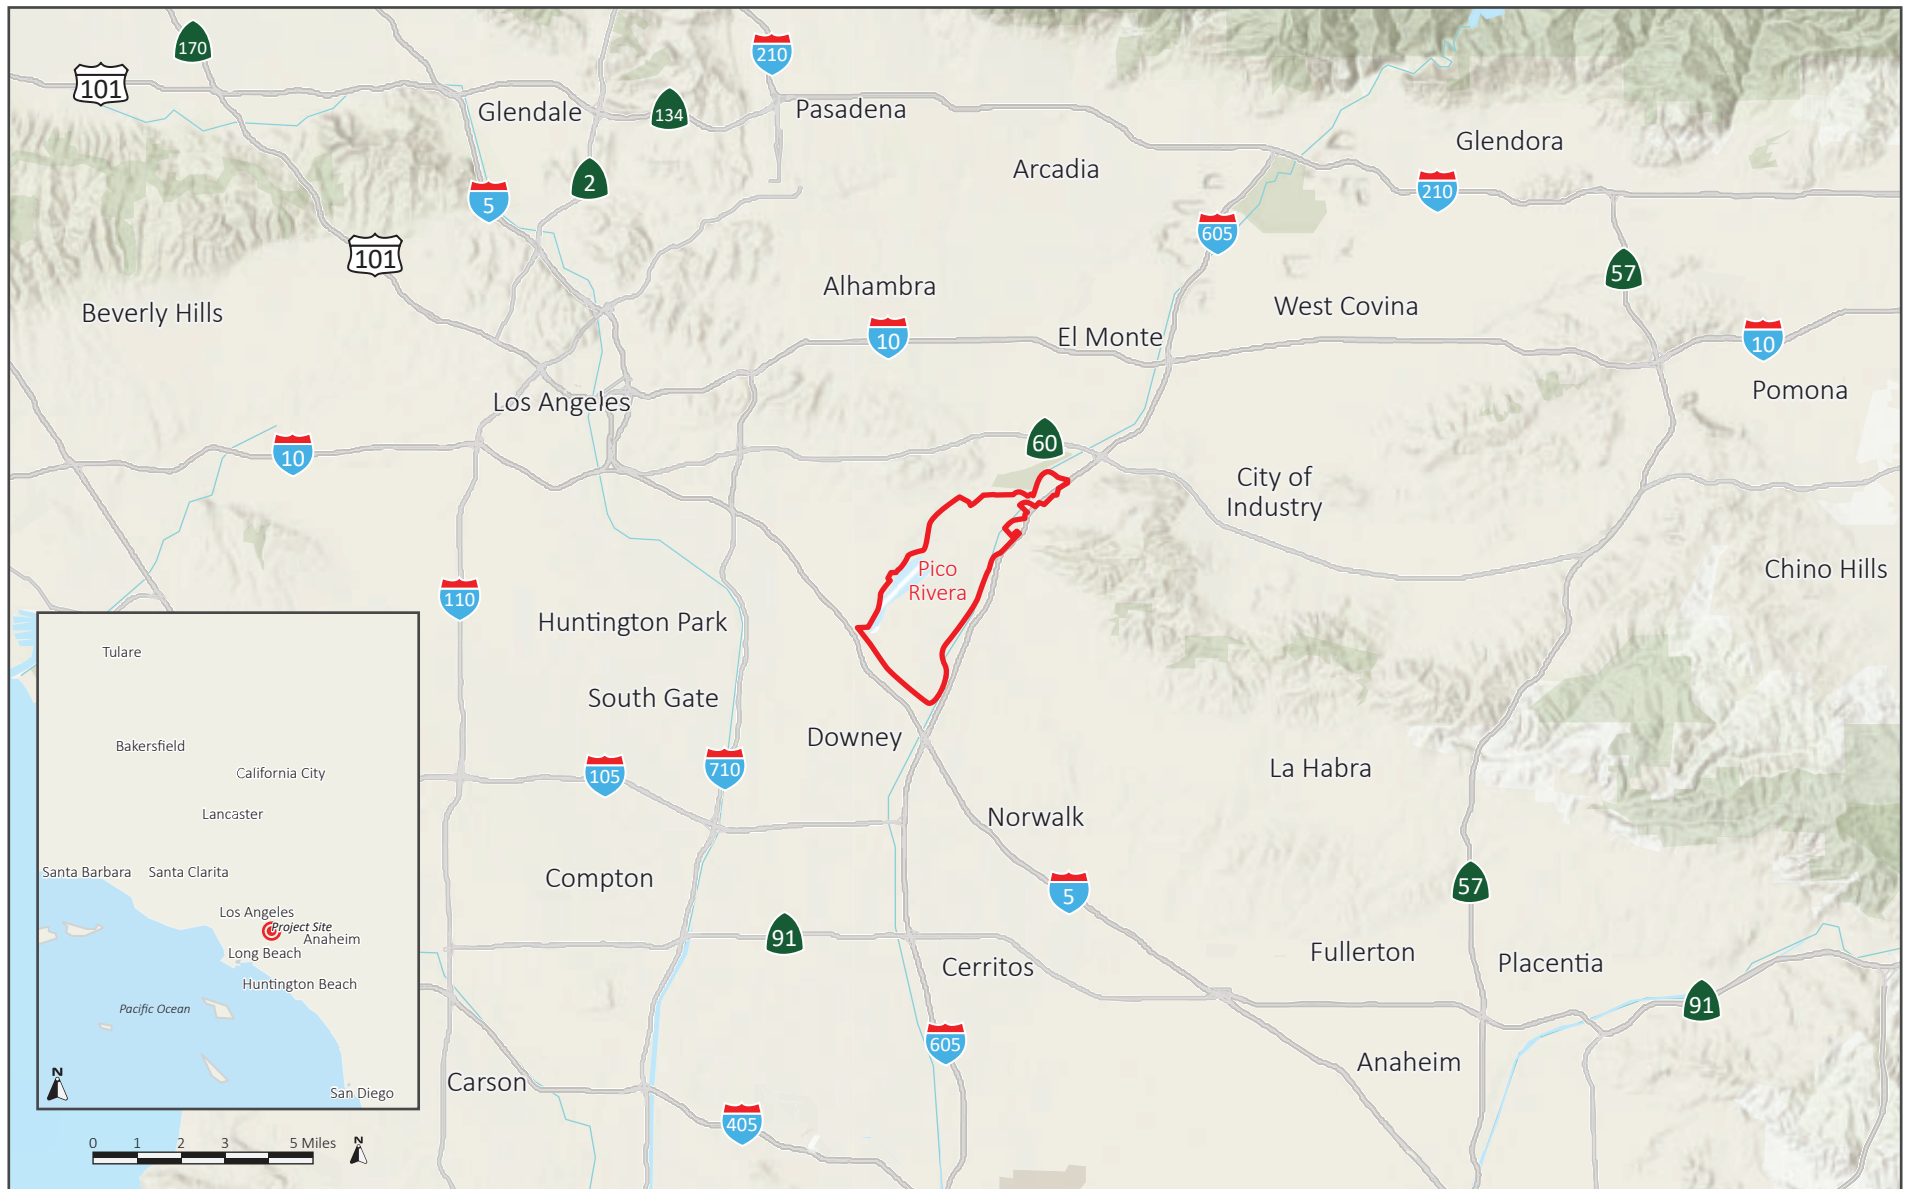 170
101
210
Glendale
134
Pasadena
Glendora
Arcadia
2
5
210
605
101
57
Alhambra
Beverly Hills
West Covina
10
El Monte
10
Pomona
Los Angeles
60
10
City of
Industry
Pico
Rivera
Chino Hills
110
Huntington Park
South Gate
Downey
105
710
La Habra
Norwalk
Compton
57
5
91
Fullerton
Placentia
Cerritos
91
605
Anaheim
Carson
405
Tulare
Bakersfield
California City
Lancaster
Santa Barbara
Santa Clarita
Los Angeles
Project Site
Anaheim
Long Beach
Huntington Beach
Pacific Ocean
N
San Diego
0 1 2 3 5 Miles
N